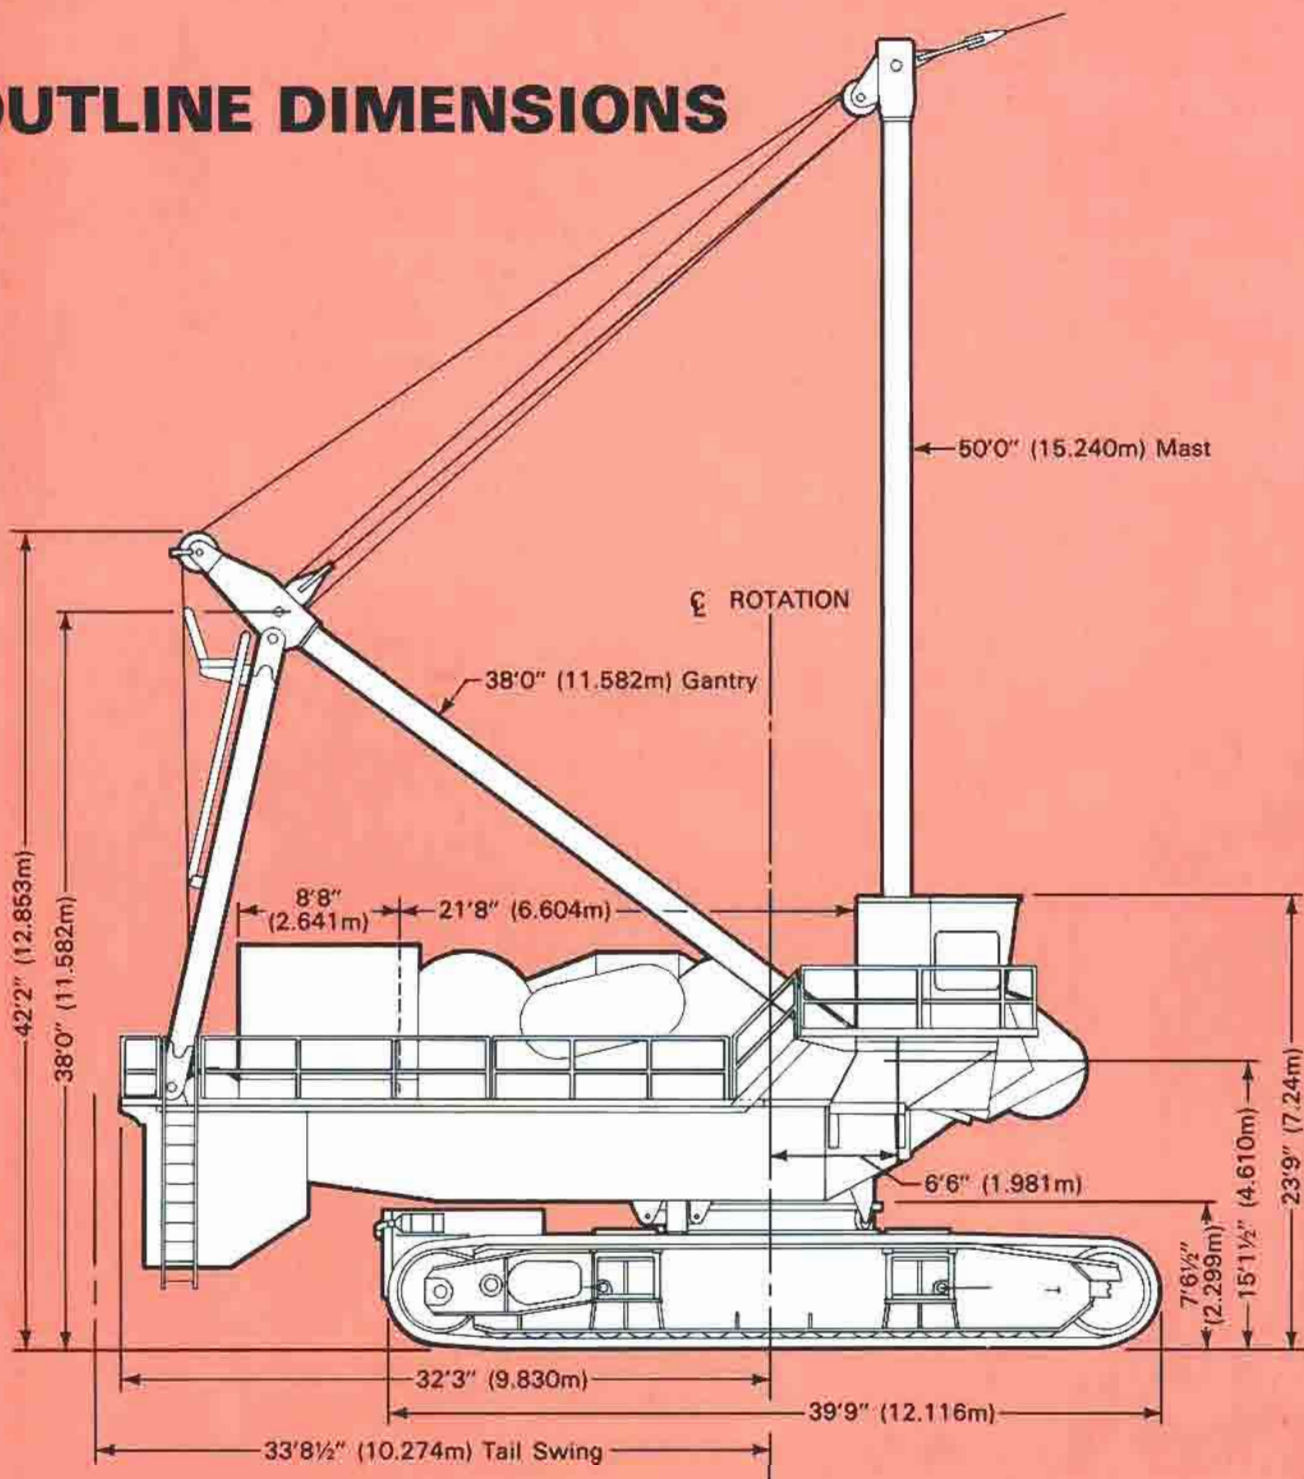 OUTLINE DIMENSIONS
50'0" (15.240m) Mast
℄ ROTATION
38'0" (11.582m) Gantry
42'2" (12.853m)
38'0" (11.582m)
8'8"
(2.641m)
21'8" (6.604m)
6'6" (1.981m)
7'6½"
(2.299m)
15'1½" (4.610m)
23'9" (7.24m)
32'3" (9.830m)
39'9" (12.116m)
33'8½" (10.274m) Tail Swing